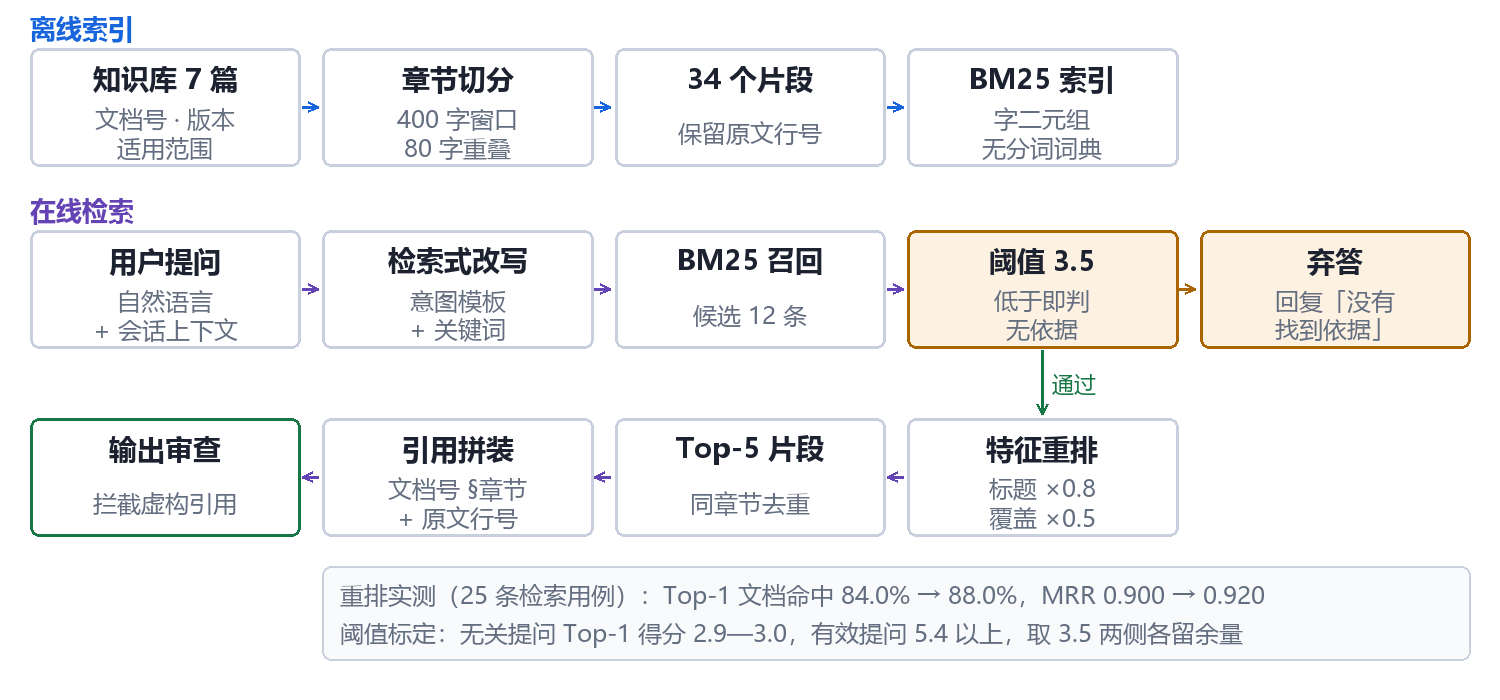 离线索引
知识库 7 篇
文档号 · 版本
适用范围
章节切分
400 字窗口
80 字重叠
34 个片段
保留原文行号
BM25 索引
字二元组
无分词词典
在线检索
用户提问
自然语言
+ 会话上下文
检索式改写
意图模板
+ 关键词
BM25 召回
候选 12 条
阈值 3.5
低于即判
无依据
弃答
回复「没有
找到依据」
通过
输出审查
拦截虚构引用
引用拼装
文档号 §章节
+ 原文行号
Top-5 片段
同章节去重
特征重排
标题 ×0.8
覆盖 ×0.5
重排实测（25 条检索用例）：Top-1 文档命中 84.0% → 88.0%，MRR 0.900 → 0.920
阈值标定：无关提问 Top-1 得分 2.9—3.0，有效提问 5.4 以上，取 3.5 两侧各留余量